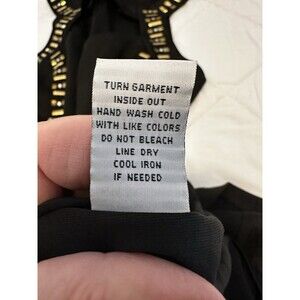 TURN GARMENT
INSIDE OUT
HAND WASH COLD
WITH LIKE COLORS
DO NOT BLEACH
LINE DRY
COOL IRON
IF NEEDED